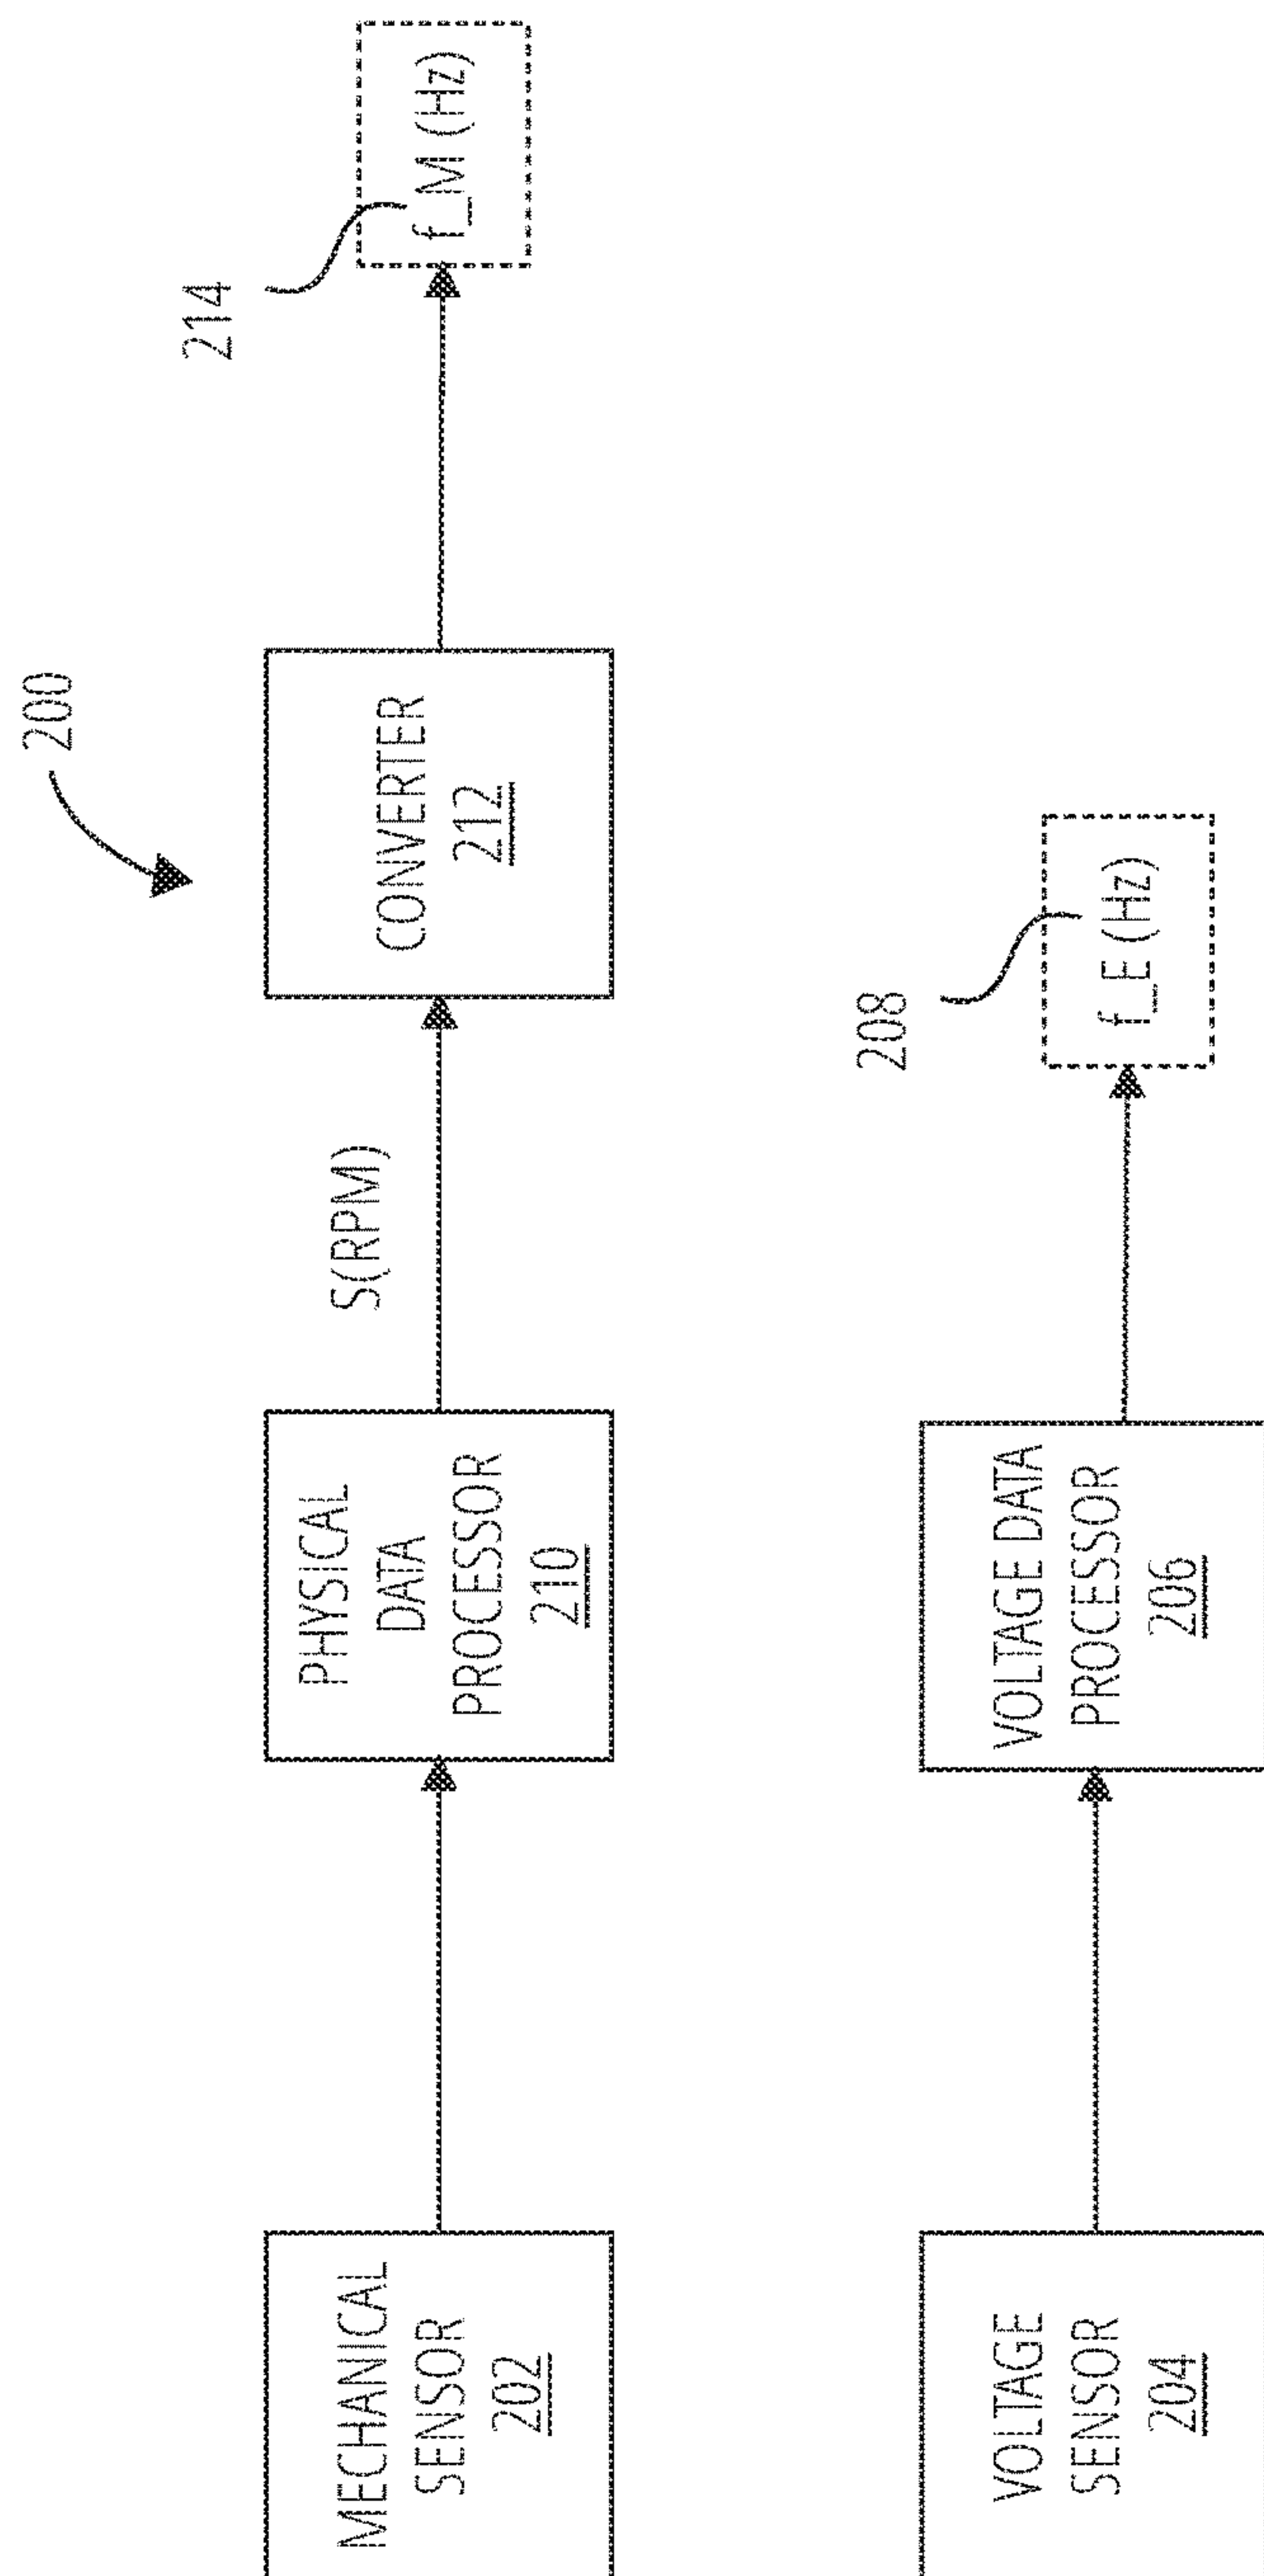 200
MECHANICAL
SENSOR
202
PHYSICAL
DATA
PROCESSOR
210
S(RPM)
CONVERTER
212
214
f_M (Hz)
VOLTAGE
SENSOR
204
VOLTAGE DATA
PROCESSOR
206
208
f_E (Hz)